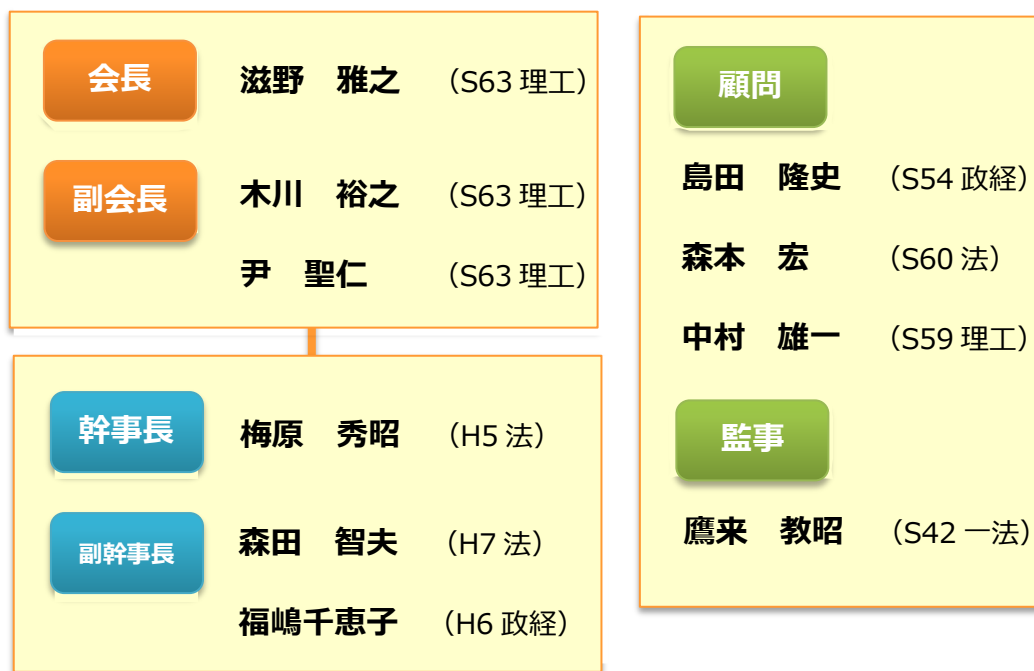 会長 滋野 雅之 (S63 理工)
副会長 木川 裕之 (S63 理工)
尹 聖仁 (S63 理工)
幹事長 梅原 秀昭 (H5 法)
副幹事長 森田 智夫 (H7 法)
福嶋千恵子 (H6 政経)
顧問
島田 隆史 (S54 政経)
森本 宏 (S60 法)
中村 雄一 (S59 理工)
監事
鷹来 教昭 (S42 一法)